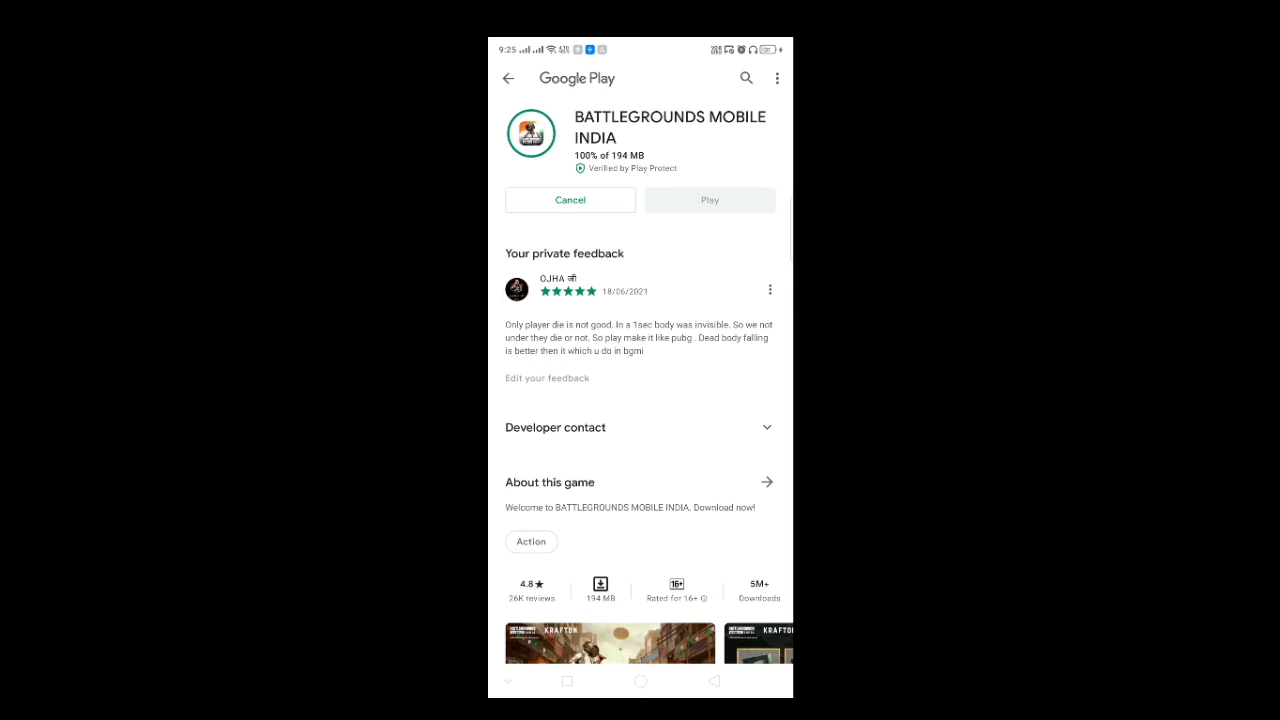 9:25
Google Play
BATTLEGROUNDS MOBILE
INDIA
100% of 194 MB
Verified by Play Protect
Cancel
Play
Your private feedback
OJHA जी
18/06/2021
Only player die is not good. In a 1sec body was invisible. So we not
under they die or not. So play make it like pubg . Dead body falling
is better then it which u do in bgmi
Edit your feedback
Developer contact
About this game
Welcome to BATTLEGROUNDS MOBILE INDIA. Download now!
Action
4.8★
16+
5M+
26K reviews
194 MB
Rated for 16+
Downloads
BATTLEGROUNDS
KRAFTON
BATTLEGROUNDS
KRAFTON